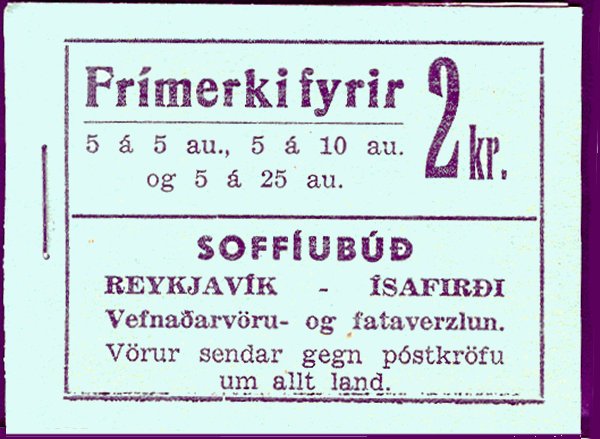 Frímerki fyrir 2 kr.
5 á 5 au., 5 á 10 au.
og 5 á 25 au.
SOFFÍUBÚÐ
REYKJAVÍK - ÍSAFIRÐI
Vefnaðarvöru- og fataverzlun.
Vörur sendar gegn póstkröfu
um allt land.